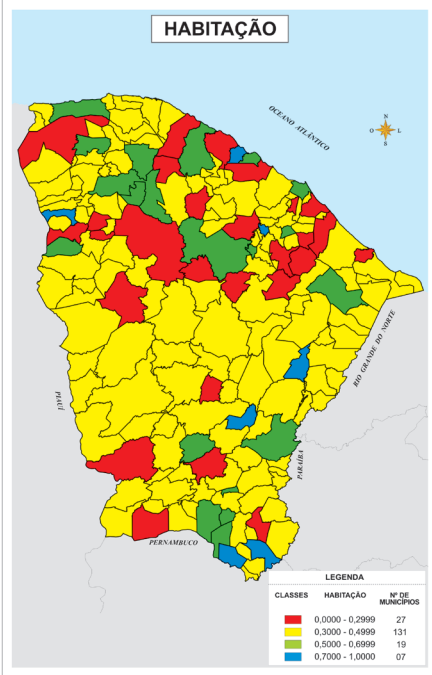 HABITAÇÃO
OCEANO ATLÂNTICO
N
O L
S
RIO GRANDE DO NORTE
PIAUÍ
PARAÍBA
PERNAMBUCO
LEGENDA
CLASSES HABITAÇÃO Nº DE MUNICÍPIOS
0,0000 - 0,2999 27
0,3000 - 0,4999 131
0,5000 - 0,6999 19
0,7000 - 1,0000 07